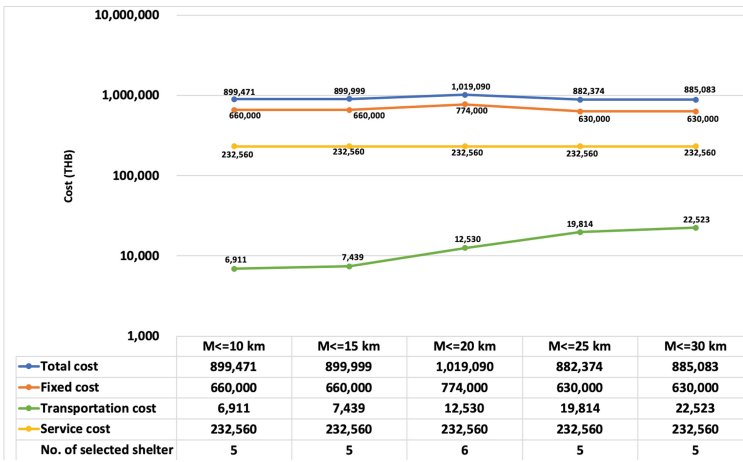 10,000,000
899,471 899,999 1,019,090 882,374 885,083
1,000,000
660,000 660,000 774,000 630,000 630,000
232,560 232,560 232,560 232,560 232,560
Cost (THB)
100,000
6,911 7,439 12,530 19,814 22,523
10,000
1,000
M<=10 km M<=15 km M<=20 km M<=25 km M<=30 km
Total cost 899,471 899,999 1,019,090 882,374 885,083
Fixed cost 660,000 660,000 774,000 630,000 630,000
Transportation cost 6,911 7,439 12,530 19,814 22,523
Service cost 232,560 232,560 232,560 232,560 232,560
No. of selected shelter 5 5 6 5 5